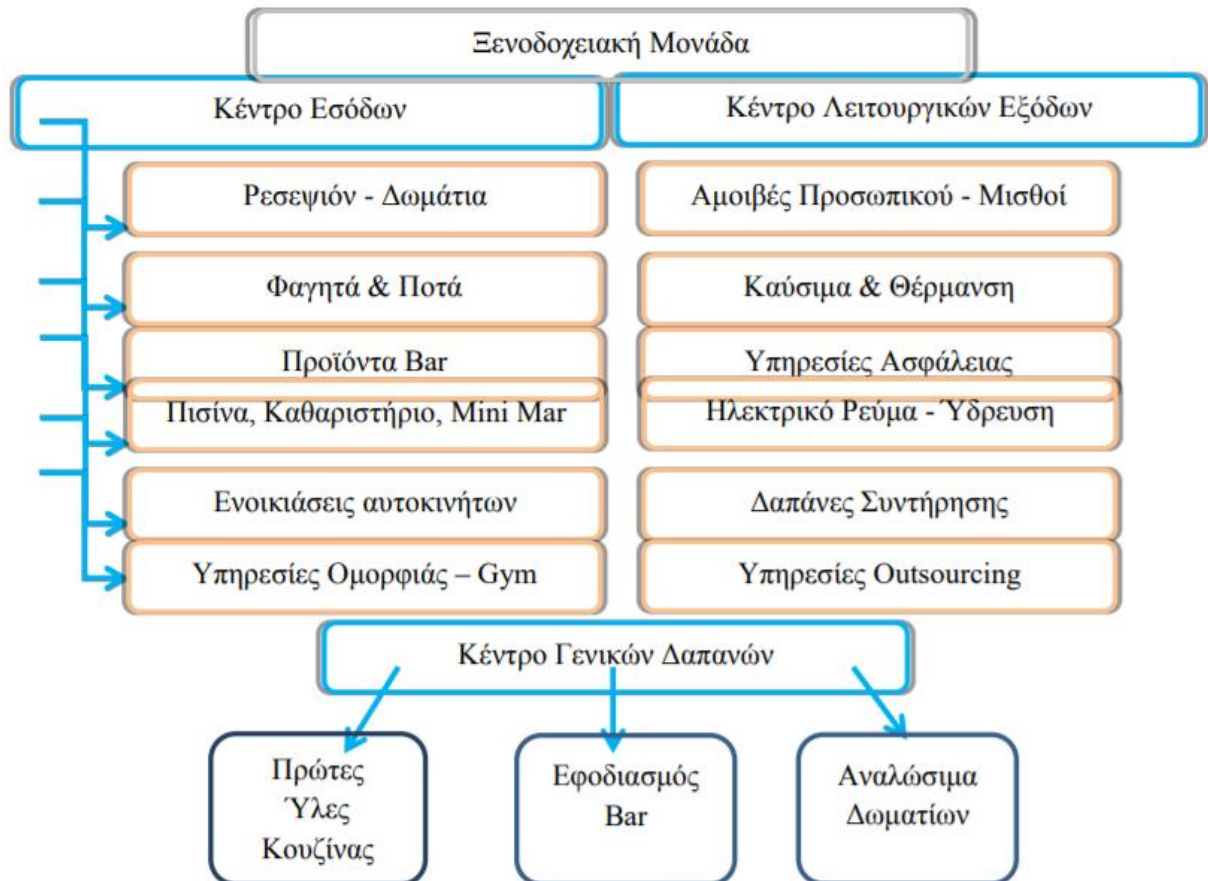 Ξενοδοχειακή Μονάδα
Κέντρο Εσόδων
Κέντρο Λειτουργικών Εξόδων
Ρεσεψιόν - Δωμάτια
Αμοιβές Προσωπικού - Μισθοί
Φαγητά & Ποτά
Καύσιμα & Θέρμανση
Προϊόντα Bar
Υπηρεσίες Ασφάλειας
Πισίνα, Καθαριστήριο, Mini Mar
Ηλεκτρικό Ρεύμα - Ύδρευση
Ενοικιάσεις αυτοκινήτων
Δαπάνες Συντήρησης
Υπηρεσίες Ομορφιάς – Gym
Υπηρεσίες Outsourcing
Κέντρο Γενικών Δαπανών
Πρώτες
Ύλες
Κουζίνας
Εφοδιασμός
Bar
Αναλώσιμα
Δωματίων